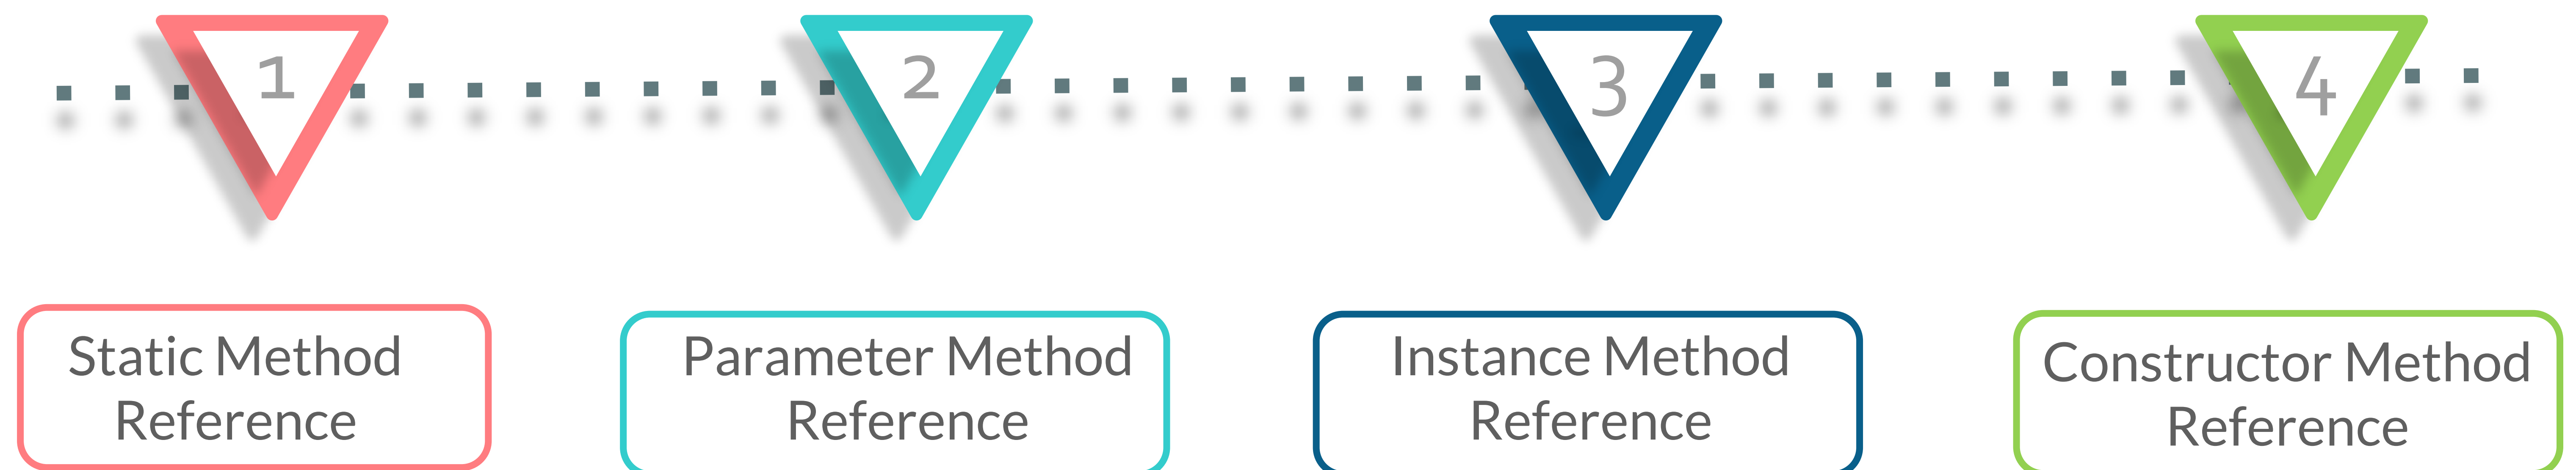 1
2
3
4
Static Method
Reference
Parameter Method
Reference
Instance Method
Reference
Constructor Method
Reference